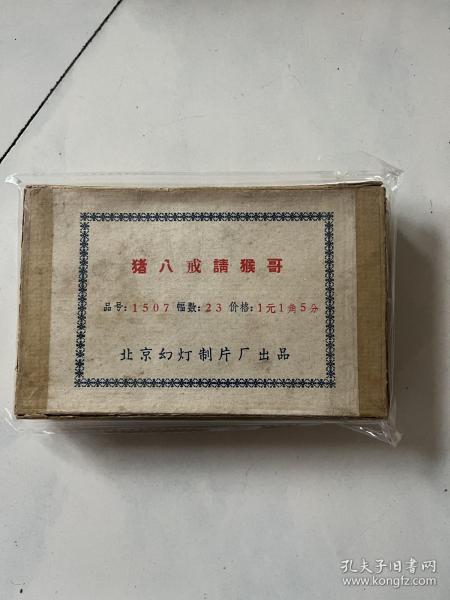 猪八戒請猴哥
品号:1507 幅数:23 价格:1元1角5分
北京幻灯制片厂出品
孔夫子旧书网
www.kongfz.com